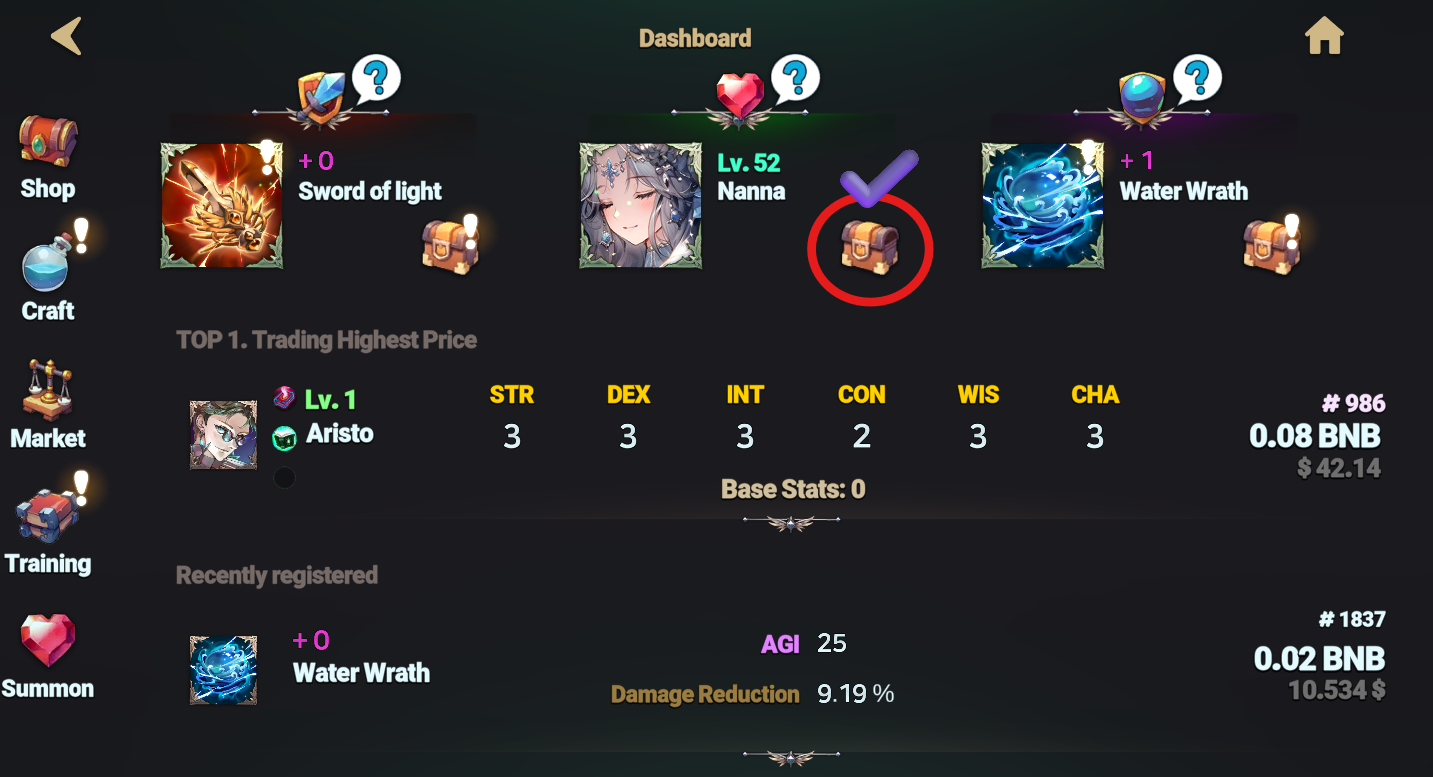 Dashboard
?
?
?
+ 0
Sword of light
Lv. 52
Nanna
+ 1
Water Wrath
Shop
Craft
Market
Training
Summon
TOP 1. Trading Highest Price
Lv. 1
Aristo
STR DEX INT CON WIS CHA
3 3 3 2 3 3
Base Stats: 0
# 986
0.08 BNB
$ 42.14
Recently registered
+ 0
Water Wrath
AGI 25
Damage Reduction 9.19 %
# 1837
0.02 BNB
10.534 $